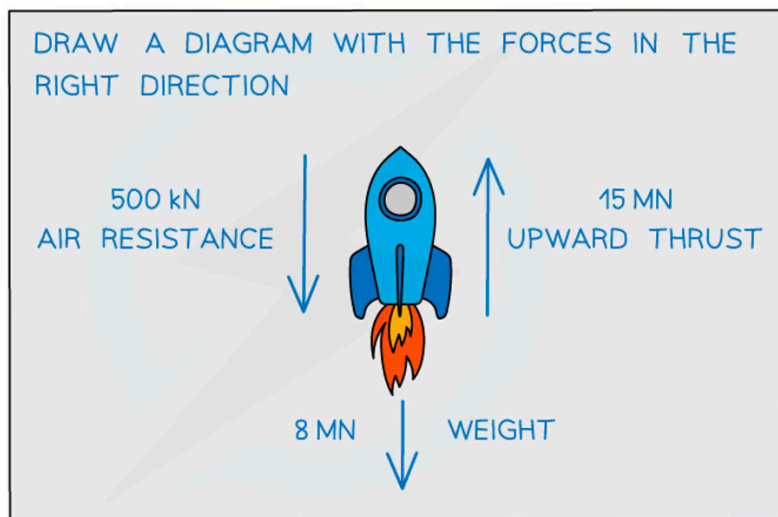 DRAW A DIAGRAM WITH THE FORCES IN THE
RIGHT DIRECTION
500 kN
AIR RESISTANCE
15 MN
UPWARD THRUST
8 MN WEIGHT